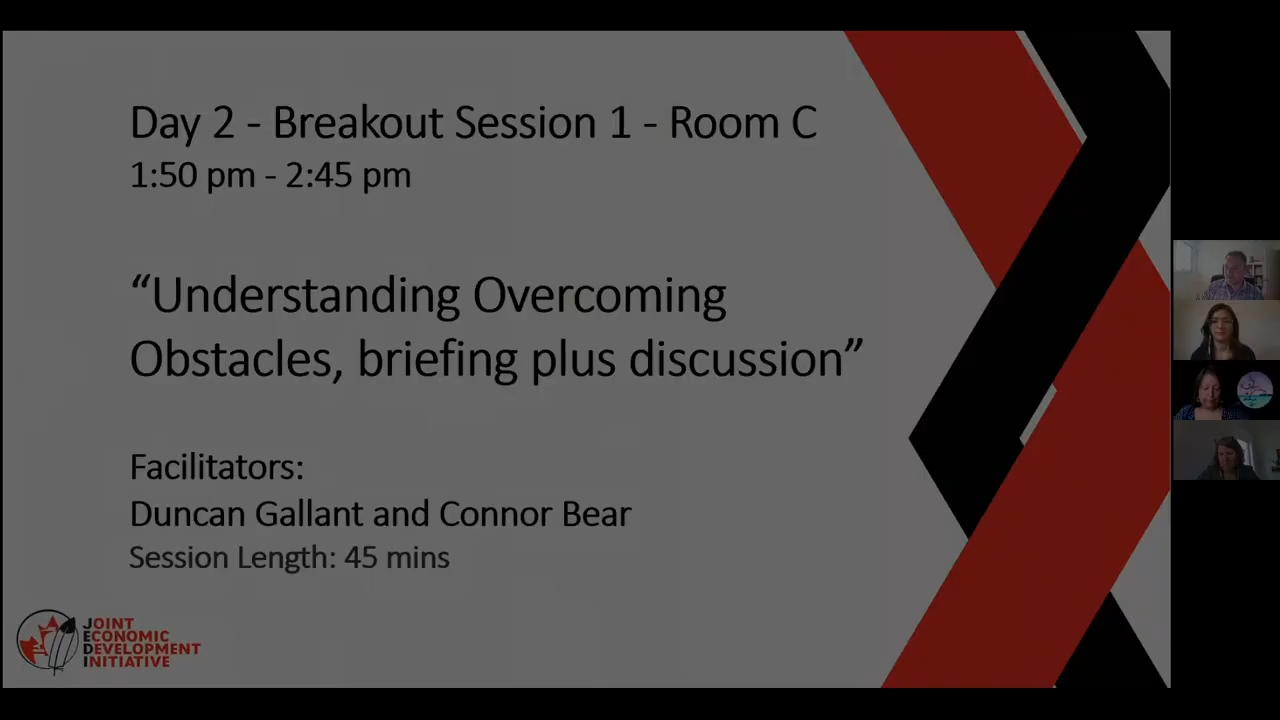 Day 2 - Breakout Session 1 - Room C
1:50 pm - 2:45 pm
“Understanding Overcoming
Obstacles, briefing plus discussion”
Facilitators:
Duncan Gallant and Connor Bear
Session Length: 45 mins
JOINT
ECONOMIC
DEVELOPMENT
INITIATIVE